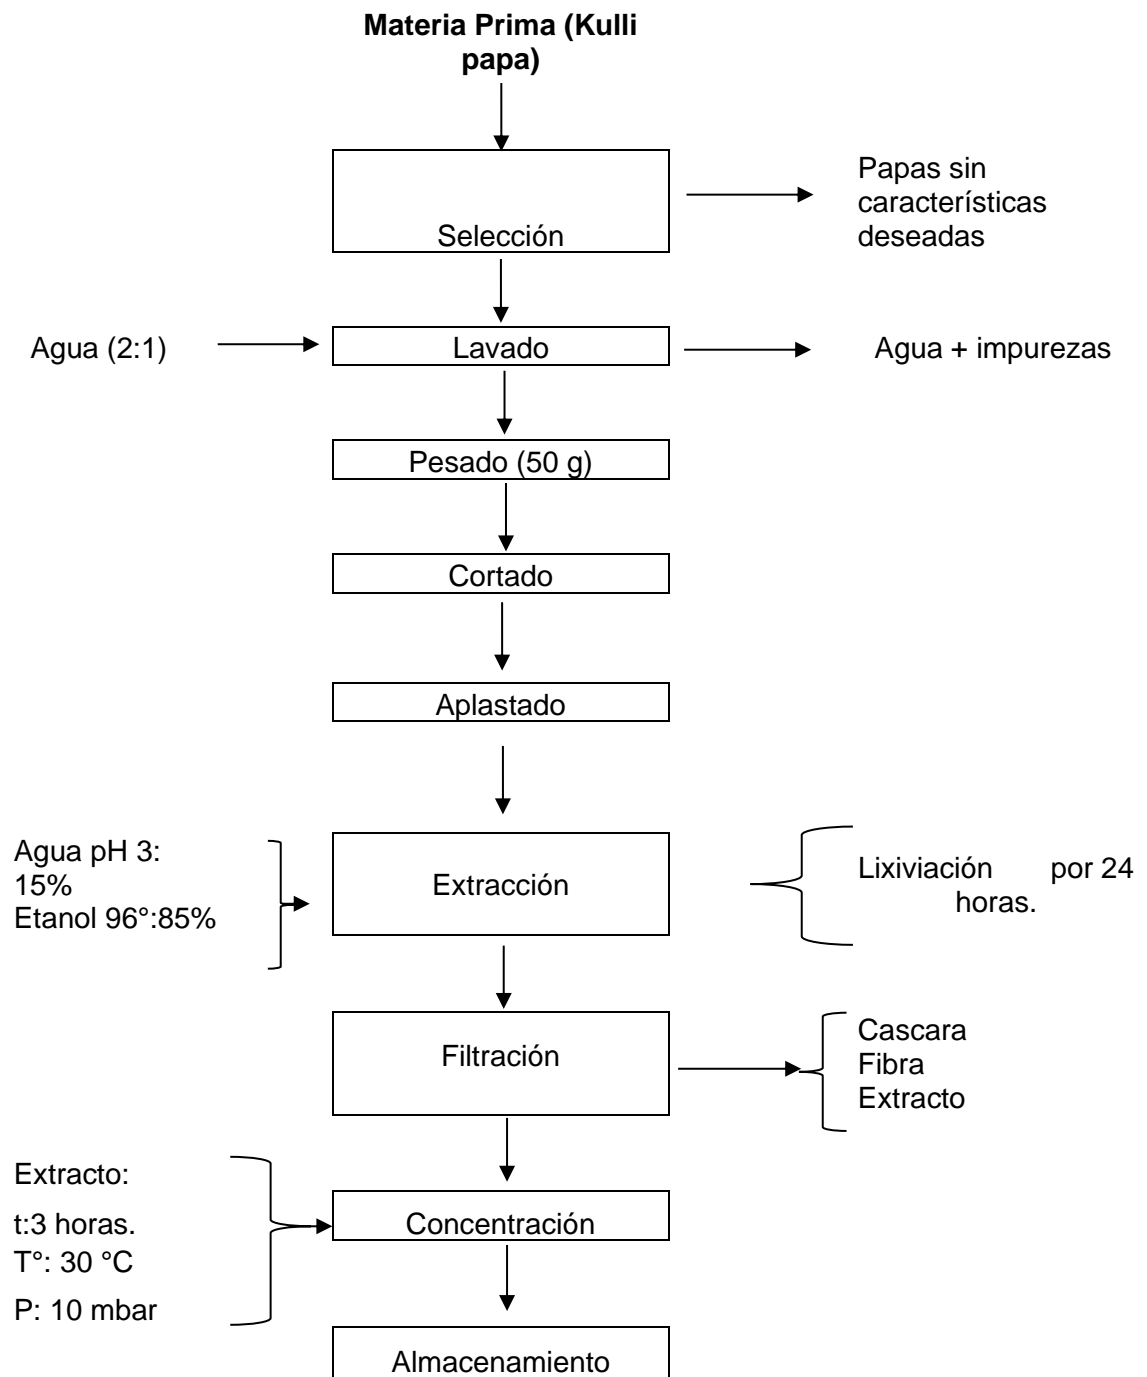 Materia Prima (Kulli
papa)
Selección
Papas sin
características
deseadas
Agua (2:1)
Lavado
Agua + impurezas
Pesado (50 g)
Cortado
Aplastado
Agua pH 3:
15%
Etanol 96°:85%
Extracción
Lixiviación por 24
horas.
Filtración
Cascara
Fibra
Extracto
Extracto:
t:3 horas.
T°: 30 °C
P: 10 mbar
Concentración
Almacenamiento